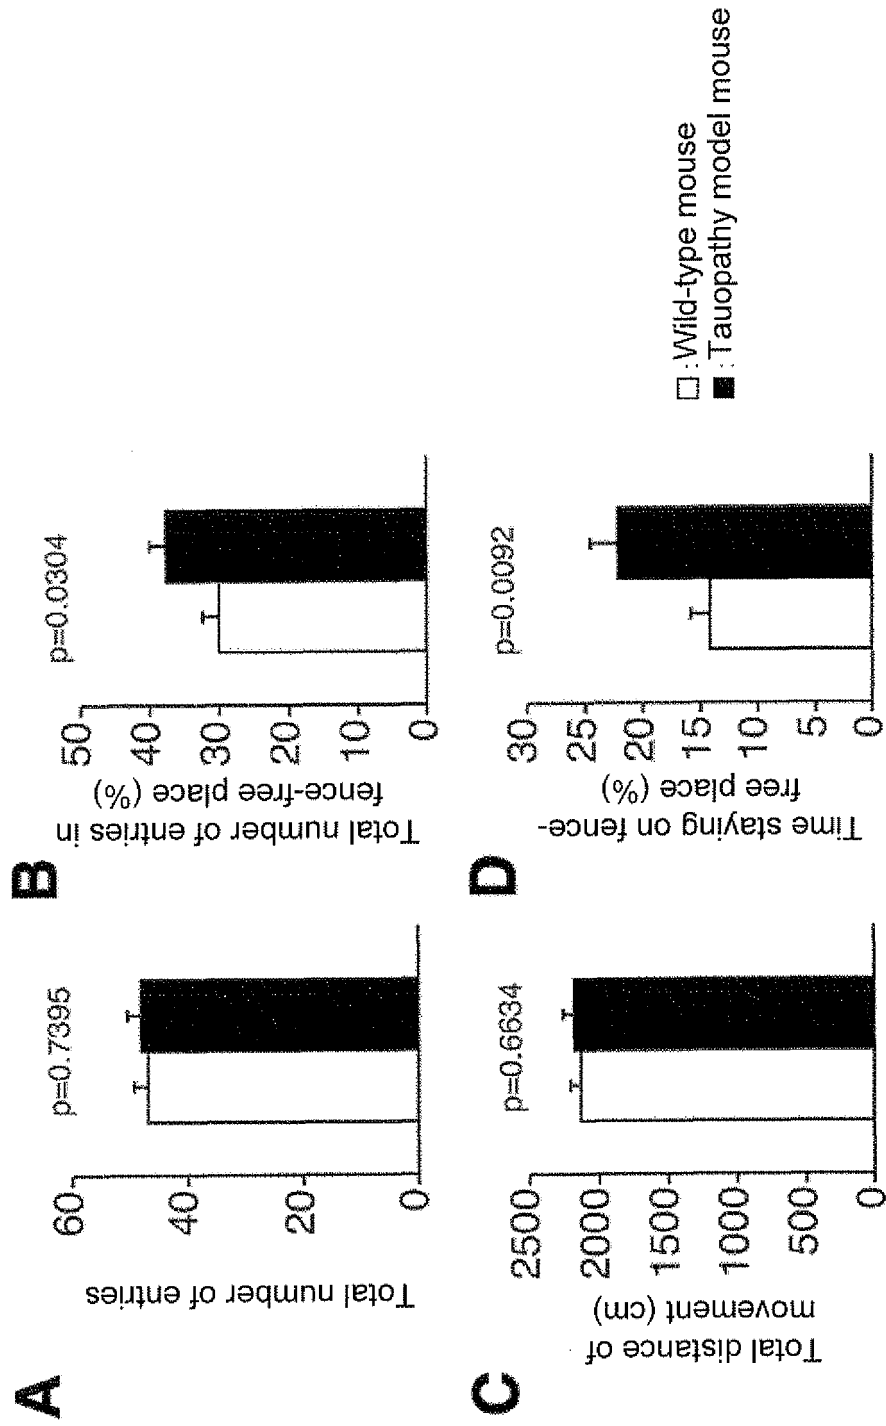 A
p=0.7395
Total number of entries
60
40
20
0
B
p=0.0304
Total number of entries in
fence-free place (%)
50
40
30
20
10
0
C
p=0.6634
Total distance of
movement (cm)
2500
2000
1500
1000
500
0
D
p=0.0092
Time staying on fence-
free place (%)
30
25
20
15
10
5
0
: Wild-type mouse
: Tauopathy model mouse